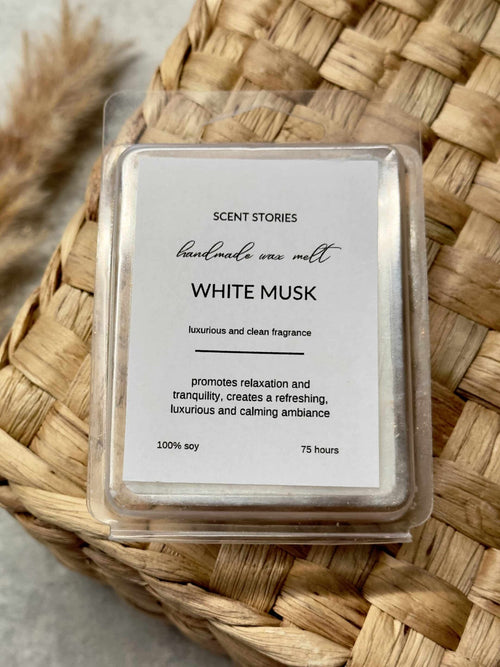 SCENT STORIES
handmade wax melt
WHITE MUSK
luxurious and clean fragrance
promotes relaxation and
tranquility, creates a refreshing,
luxurious and calming ambiance
100% soy
75 hours